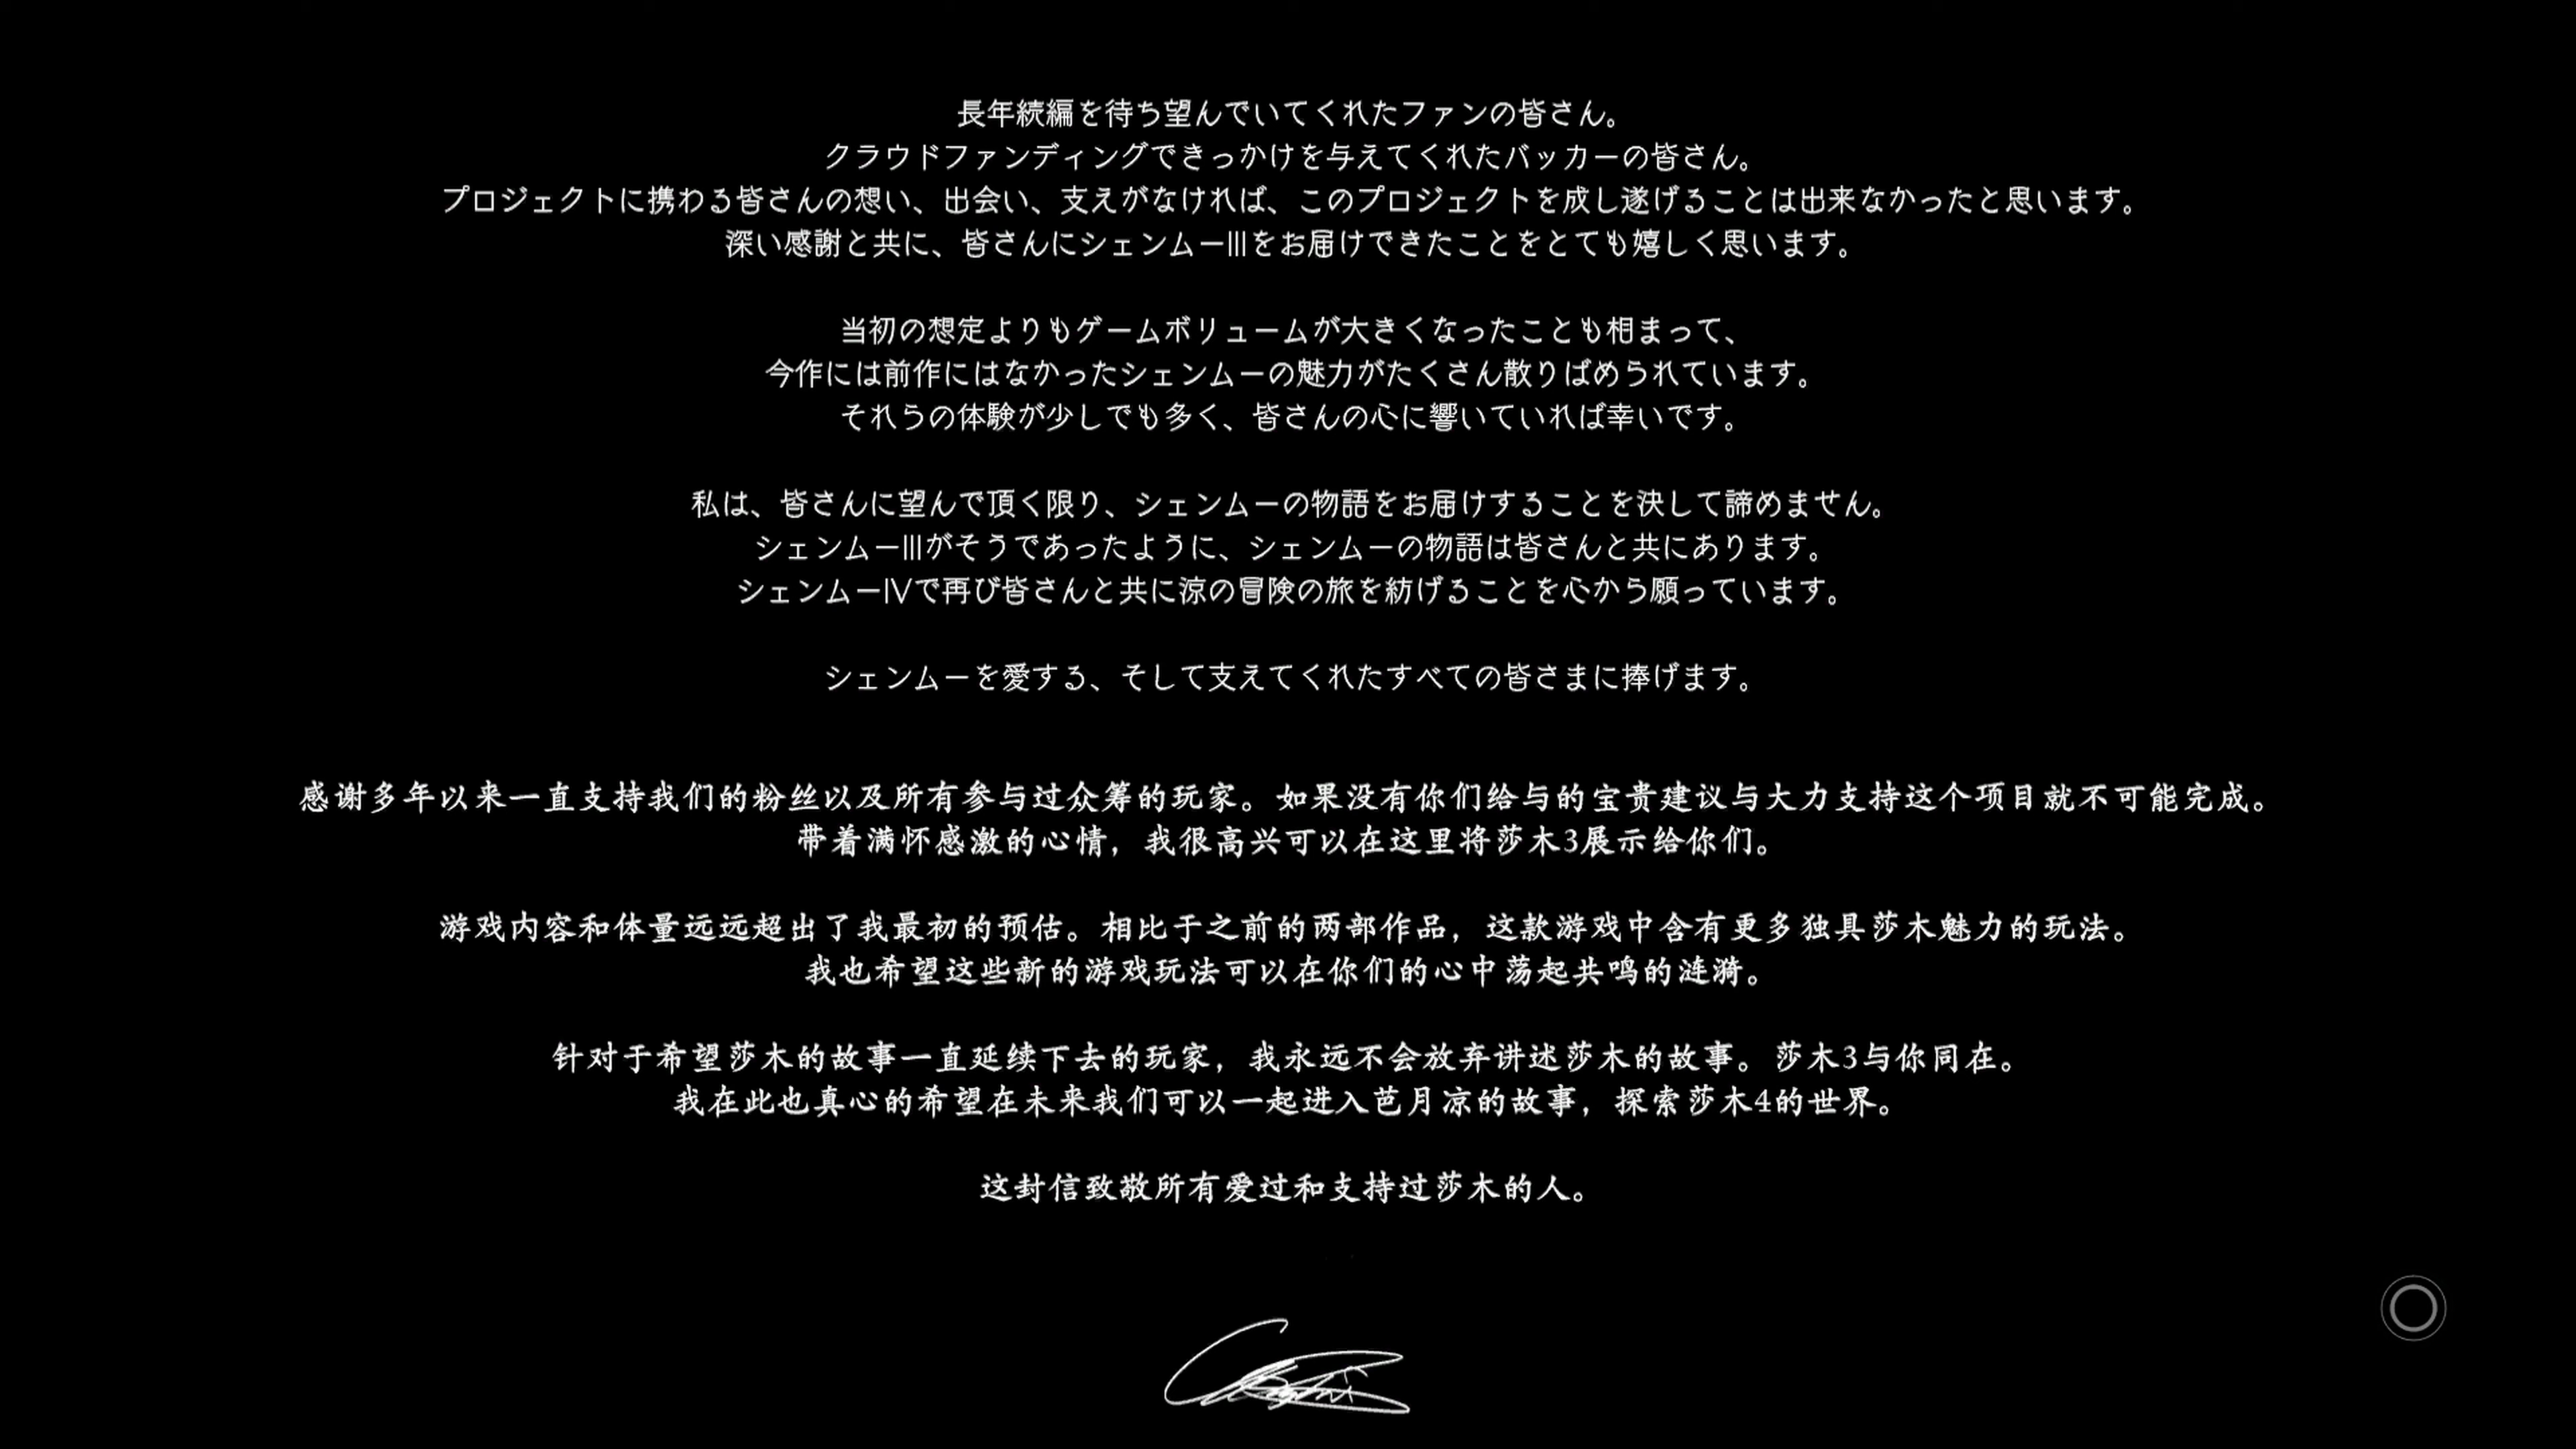 長年続編を待ち望んでいてくれたファンの皆さん。
クラウドファンディングできっかけを与えてくれたバッカーの皆さん。
プロジェクトに携わる皆さんの想い、出会い、支えがなければ、このプロジェクトを成し遂げることは出来なかったと思います。
深い感謝と共に、皆さんにシェンムーIIIをお届けできたことをとても嬉しく思います。
当初の想定よりもゲームボリュームが大きくなったことも相まって、
今作には前作にはなかったシェンムーの魅力がたくさん散りばめられています。
それらの体験が少しでも多く、皆さんの心に響いていれば幸いです。
私は、皆さんに望んで頂く限り、シェンムーの物語をお届けすることを決して諦めません。
シェンムーIIIがそうであったように、シェンムーの物語は皆さんと共にあります。
シェンムーIVで再び皆さんと共に涼の冒険の旅を紡げることを心から願っています。
シェンムーを愛する、そして支えてくれたすべての皆さまに捧げます。
感谢多年以来一直支持我们的粉丝以及所有参与过众筹的玩家。如果没有你们给与的宝贵建议与大力支持这个项目就不可能完成。
带着满怀感激的心情，我很高兴可以在这里将莎木3展示给你们。
游戏内容和体量远远超出了我最初的预估。相比于之前的两部作品，这款游戏中含有更多独具莎木魅力的玩法。
我也希望这些新的游戏玩法可以在你们的心中荡起共鸣的涟漪。
针对于希望莎木的故事一直延续下去的玩家，我永远不会放弃讲述莎木的故事。莎木3与你同在。
我在此也真心的希望在未来我们可以一起进入芭月凉的故事，探索莎木4的世界。
这封信致敬所有爱过和支持过莎木的人。